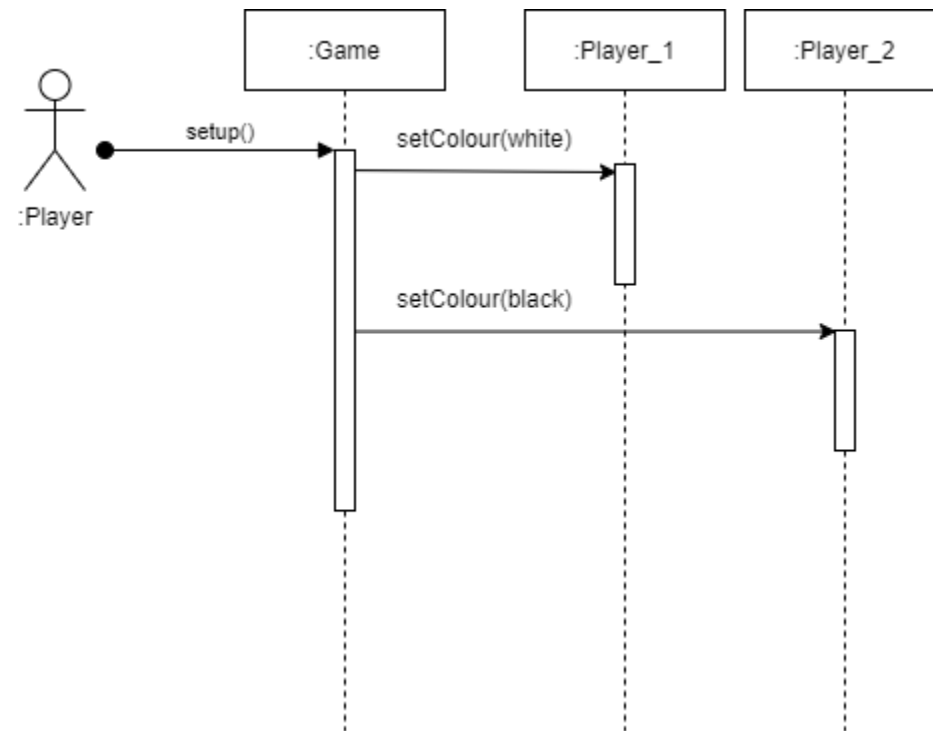 :Game
:Player_1
:Player_2
setup()
setColour(white)
:Player
setColour(black)